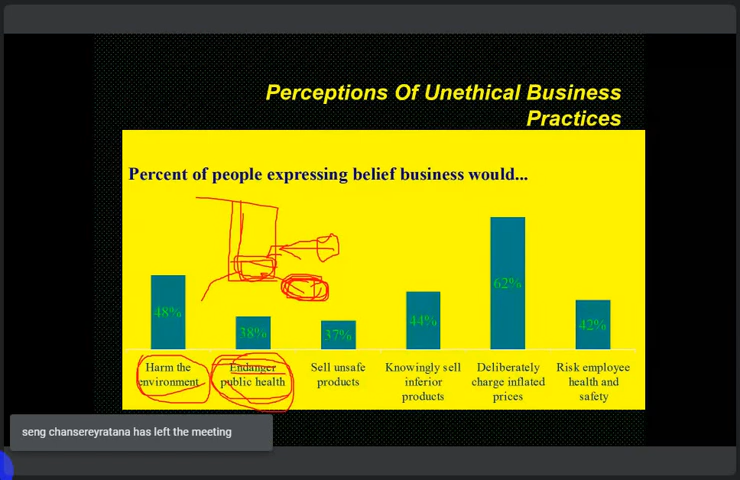 Perceptions Of Unethical Business
Practices
Percent of people expressing belief business would...
48%
38%
37%
44%
62%
42%
Harm the
environment
Endanger
public health
Sell unsafe
products
Knowingly sell
inferior
products
Deliberately
charge inflated
prices
Risk employee
health and
safety
seng chansereyratana has left the meeting